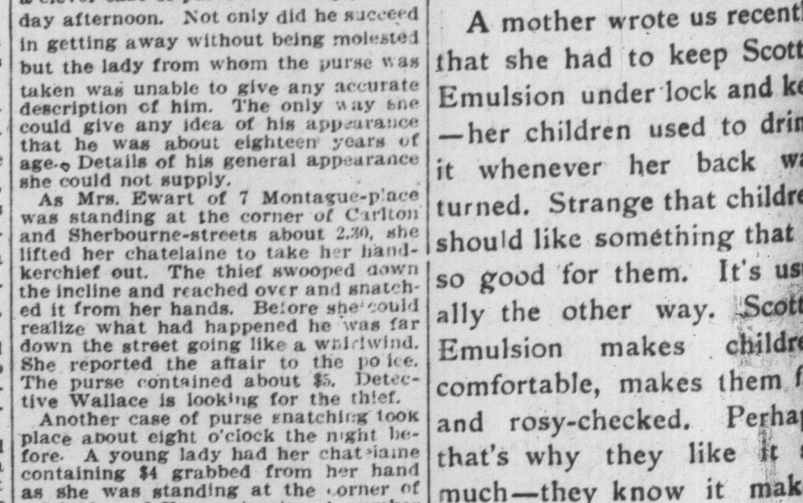 day afternoon. Not only did he succeed
in getting away without being molested
but the lady from whom the purse was
taken was unable to give any accurate
description of him. The only way she
could give any idea of his appearance
that he was about eighteen years of
age. Details of his general appearance
she could not supply.
As Mrs. Ewart of 7 Montague-place
was standing at the corner of Carlton
and Sherbourne-streets about 2.30, she
lifted her chatelaine to take her hand-
kerchief out. The thief swooped down
the incline and reached over and snatch-
ed it from her hands. Before she could
realize what had happened he was far
down the street going like a whirlwind.
She reported the affair to the police.
The purse contained about $5. Detec-
tive Wallace is looking for the thief.
Another case of purse snatching took
place about eight o'clock the night be-
fore. A young lady had her chatelaine
containing $4 grabbed from her hand
as she was standing at the corner of
A mother wrote us recent
that she had to keep Scott
Emulsion under lock and ke
—her children used to drin
it whenever her back wa
turned. Strange that childre
should like something that
so good for them. It's us
ally the other way. Scott
Emulsion makes childre
comfortable, makes them f
and rosy-checked. Perhap
that's why they like it s
much—they know it mak